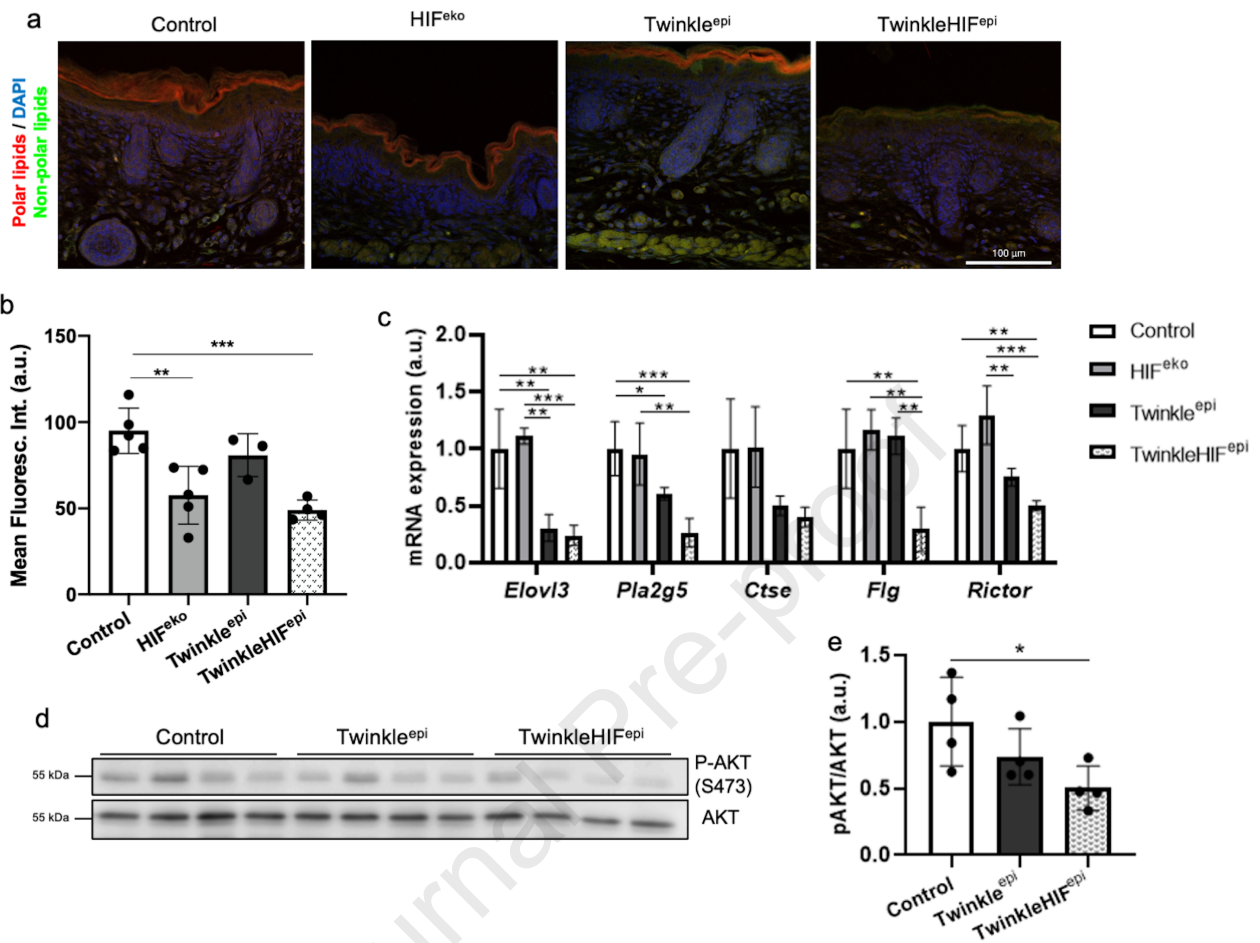 a
Control
HIFeko
Twinkleepi
TwinkleHIFepi
Polar lipids / DAPI
Non-polar lipids
100 µm
b
Mean Fluoresc. Int. (a.u.)
150
100
50
0
***
**
Control
HIFeko
Twinkleepi
TwinkleHIFepi
c
mRNA expression (a.u.)
2.0
1.5
1.0
0.5
0.0
**
**
***
**
***
*
**
**
**
**
**
***
**
Elovl3
Pla2g5
Ctse
Flg
Rictor
Control
HIFeko
Twinkleepi
TwinkleHIFepi
d
Control
Twinkleepi
TwinkleHIFepi
55 kDa
P-AKT
(S473)
55 kDa
AKT
e
pAKT/AKT (a.u.)
1.5
1.0
0.5
0.0
*
Control
Twinkleepi
TwinkleHIFepi
urnal Pre-proof